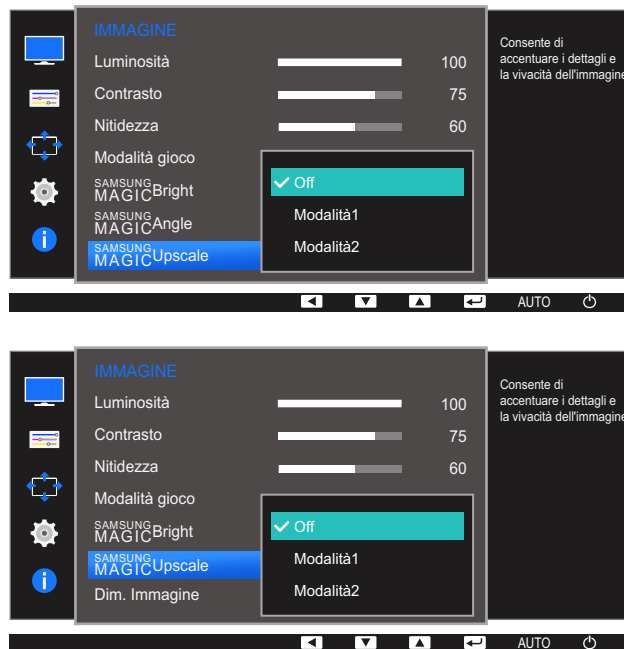 IMMAGINE
Luminosità 100
Contrasto 75
Nitidezza 60
Modalità gioco
SAMSUNG MAGIC Bright
SAMSUNG MAGIC Angle
SAMSUNG MAGIC Upscale
Off
Modalità1
Modalità2
Consente di
accentuare i dettagli e
la vivacità dell'immagine
AUTO
IMMAGINE
Luminosità 100
Contrasto 75
Nitidezza 60
Modalità gioco
SAMSUNG MAGIC Bright
SAMSUNG MAGIC Upscale
Dim. Immagine
Off
Modalità1
Modalità2
Consente di
accentuare i dettagli e
la vivacità dell'immagine
AUTO